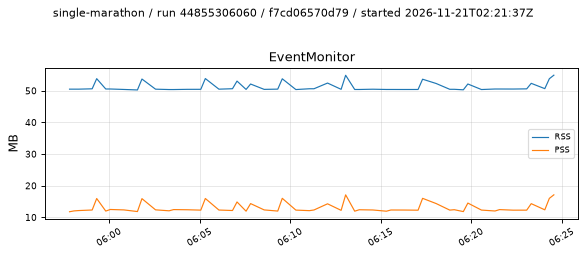 single-marathon / run 44855306060 / f7cd06570d79 / started 2026-11-21T02:21:37Z
EventMonitor
MB
50
40
30
20
10
RSS
PSS
06:00
06:05
06:10
06:15
06:20
06:25